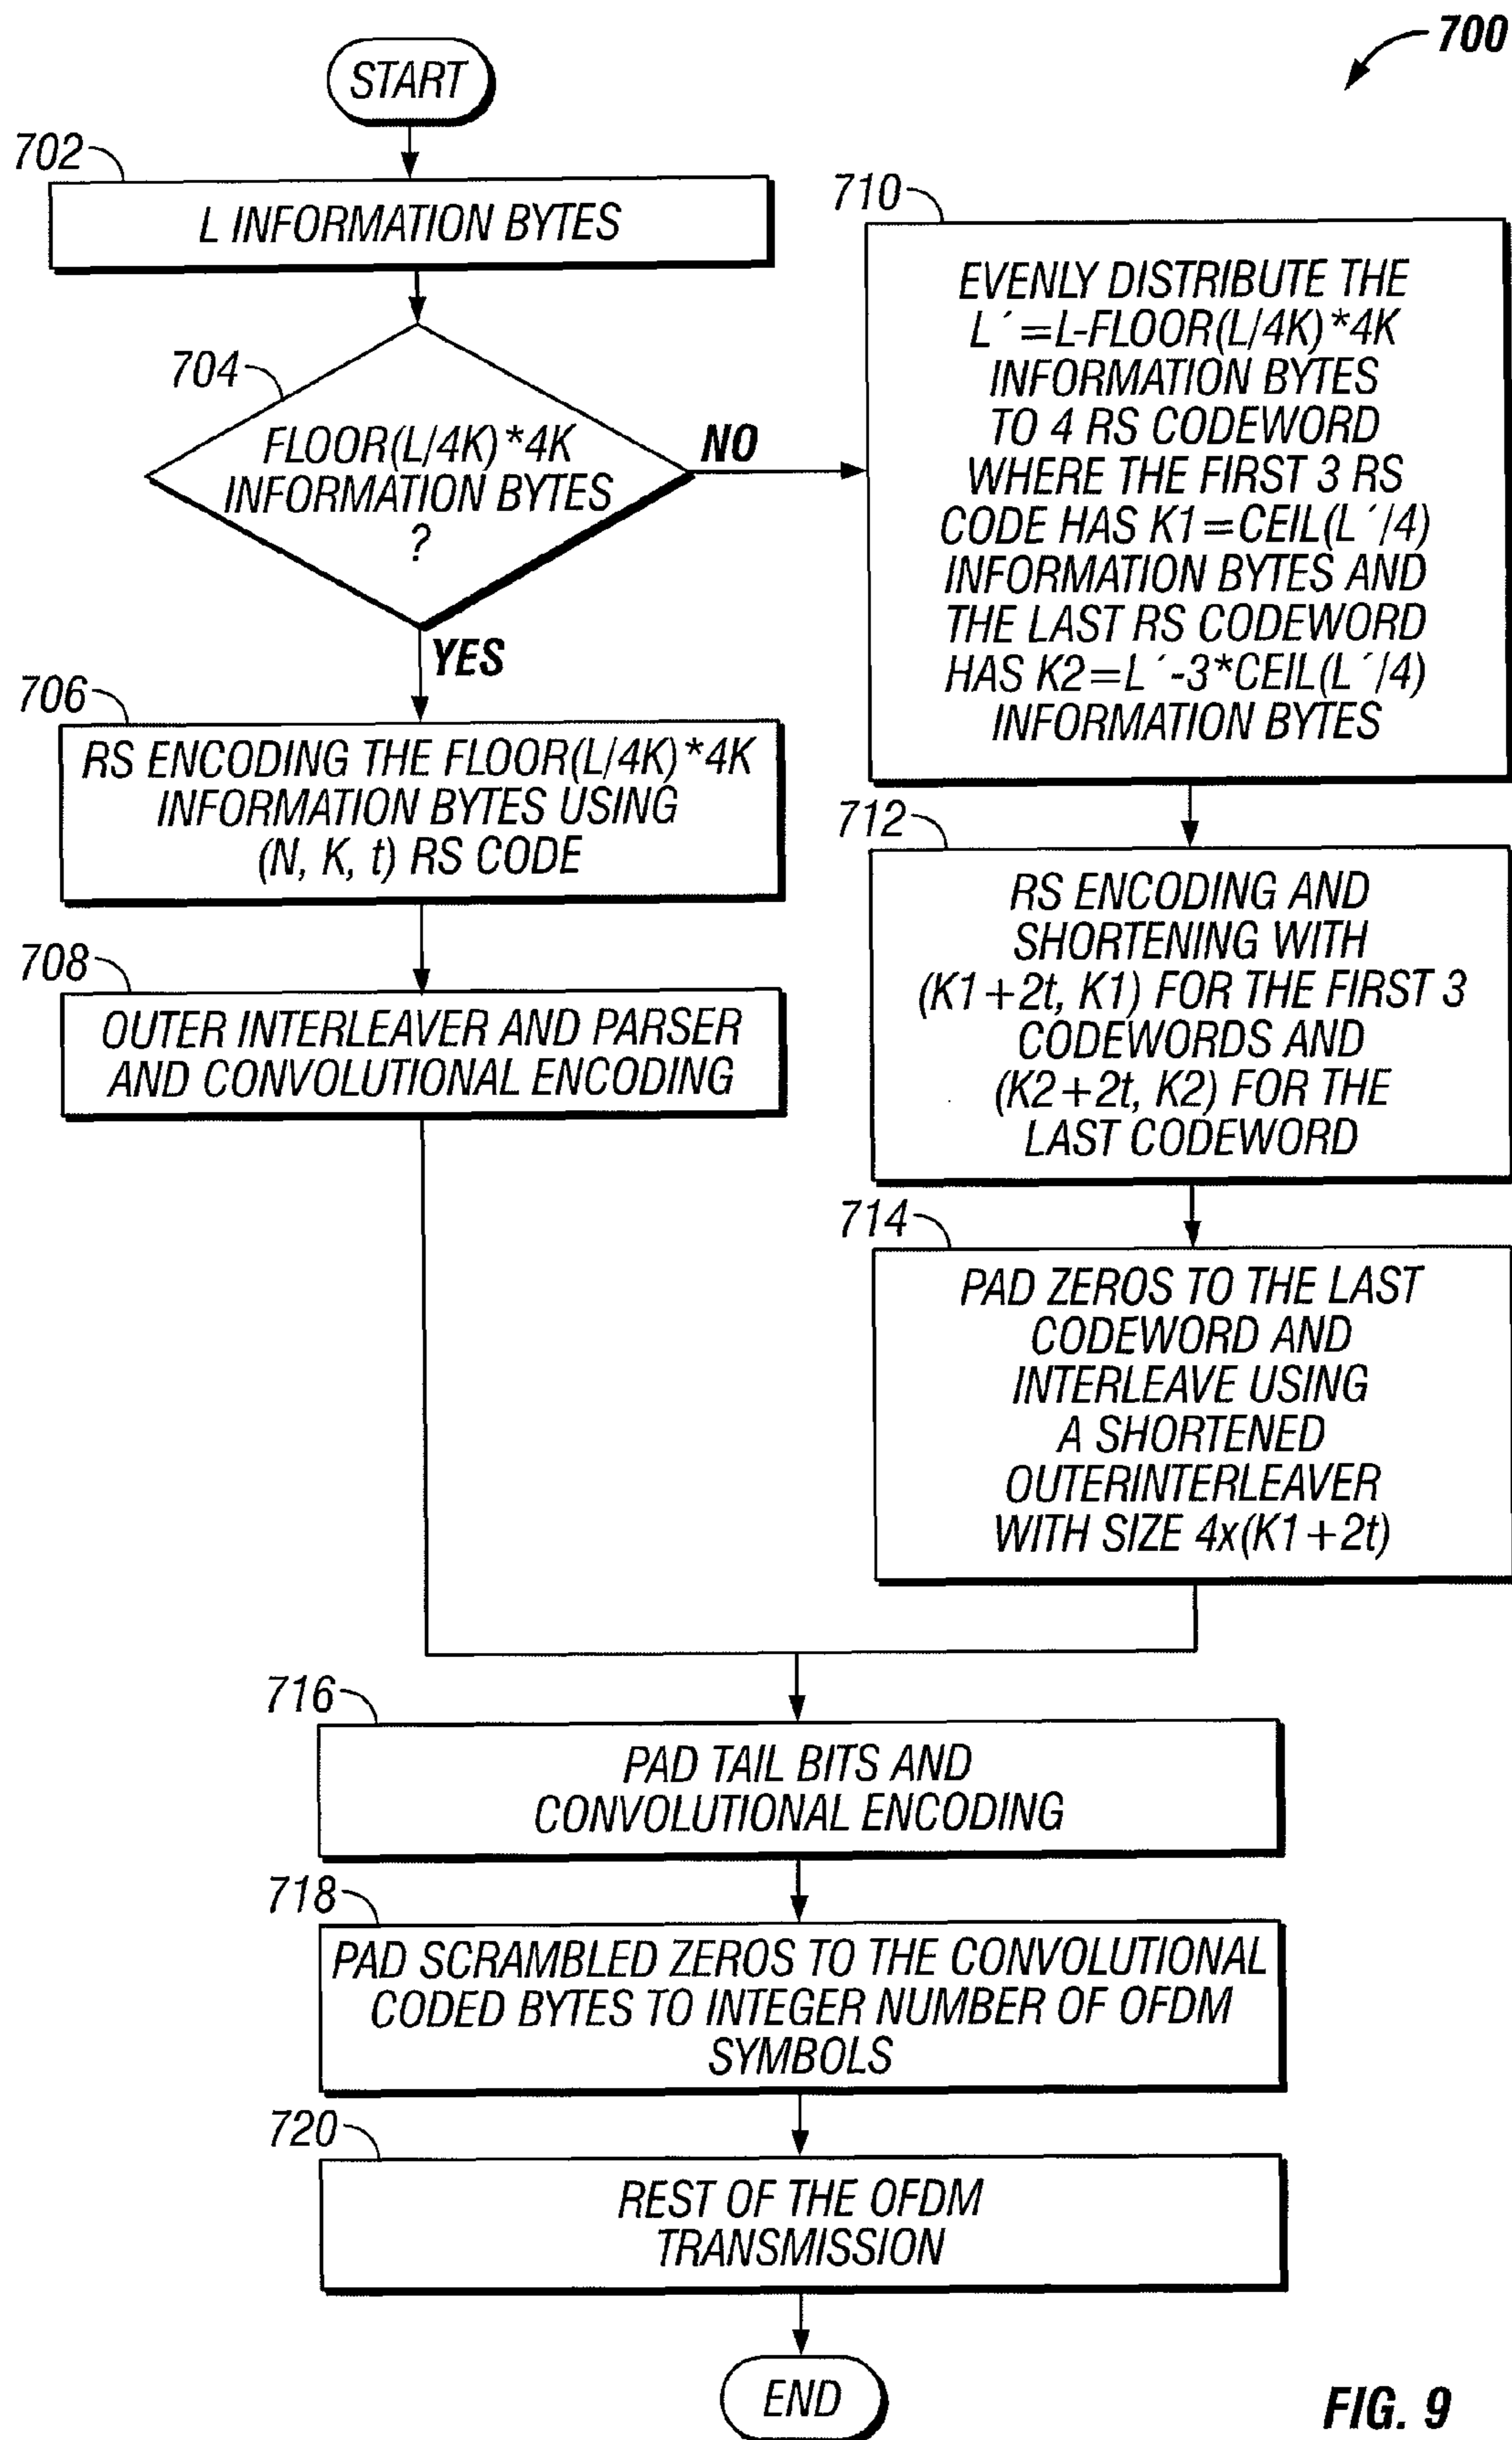 700
START
702
L INFORMATION BYTES
704
FLOOR(L/4K)*4K
INFORMATION BYTES
?
NO
YES
706
RS ENCODING THE FLOOR(L/4K)*4K
INFORMATION BYTES USING
(N, K, t) RS CODE
708
OUTER INTERLEAVER AND PARSER
AND CONVOLUTIONAL ENCODING
710
EVENLY DISTRIBUTE THE
L´=L-FLOOR(L/4K)*4K
INFORMATION BYTES
TO 4 RS CODEWORD
WHERE THE FIRST 3 RS
CODE HAS K1=CEIL(L´/4)
INFORMATION BYTES AND
THE LAST RS CODEWORD
HAS K2=L´-3*CEIL(L´/4)
INFORMATION BYTES
712
RS ENCODING AND
SHORTENING WITH
(K1+2t, K1) FOR THE FIRST 3
CODEWORDS AND
(K2+2t, K2) FOR THE
LAST CODEWORD
714
PAD ZEROS TO THE LAST
CODEWORD AND
INTERLEAVE USING
A SHORTENED
OUTERINTERLEAVER
WITH SIZE 4x(K1+2t)
716
PAD TAIL BITS AND
CONVOLUTIONAL ENCODING
718
PAD SCRAMBLED ZEROS TO THE CONVOLUTIONAL
CODED BYTES TO INTEGER NUMBER OF OFDM
SYMBOLS
720
REST OF THE OFDM
TRANSMISSION
END
FIG. 9